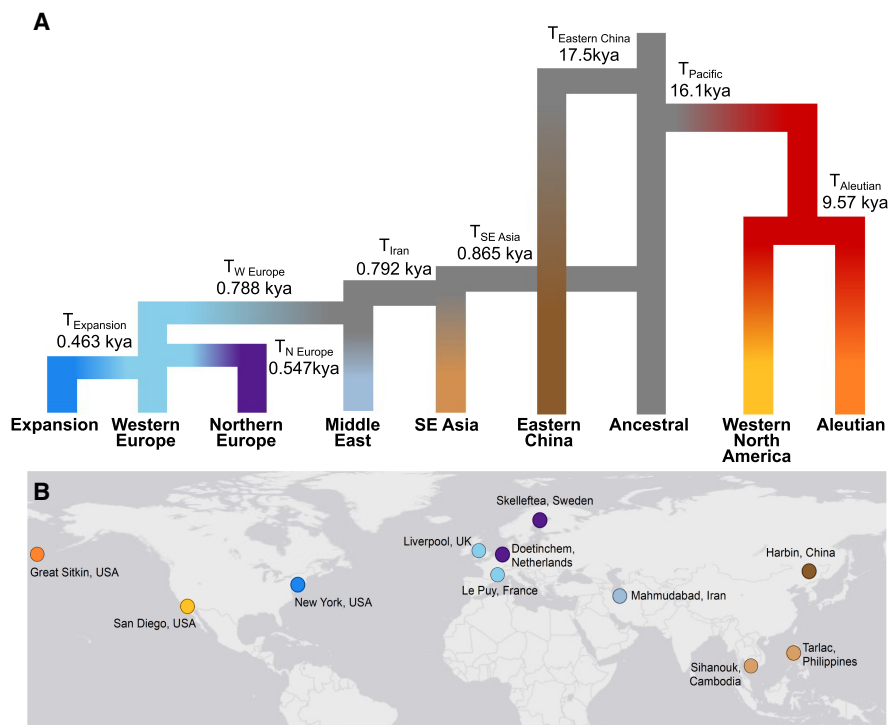 A
T Eastern China
17.5kya
T Pacific
16.1kya
T Aleutian
9.57 kya
T SE Asia
0.865 kya
T Iran
0.792 kya
T W Europe
0.788 kya
T Expansion
0.463 kya
T N Europe
0.547kya
Expansion
Western
Europe
Northern
Europe
Middle
East
SE Asia
Eastern
China
Ancestral
Western
North
America
Aleutian
B
Skelleftea, Sweden
Liverpool, UK
Doetinchem,
Netherlands
Harbin, China
Great Sitkin, USA
Le Puy, France
Mahmudabad, Iran
New York, USA
San Diego, USA
Tarlac,
Philippines
Sihanouk,
Cambodia